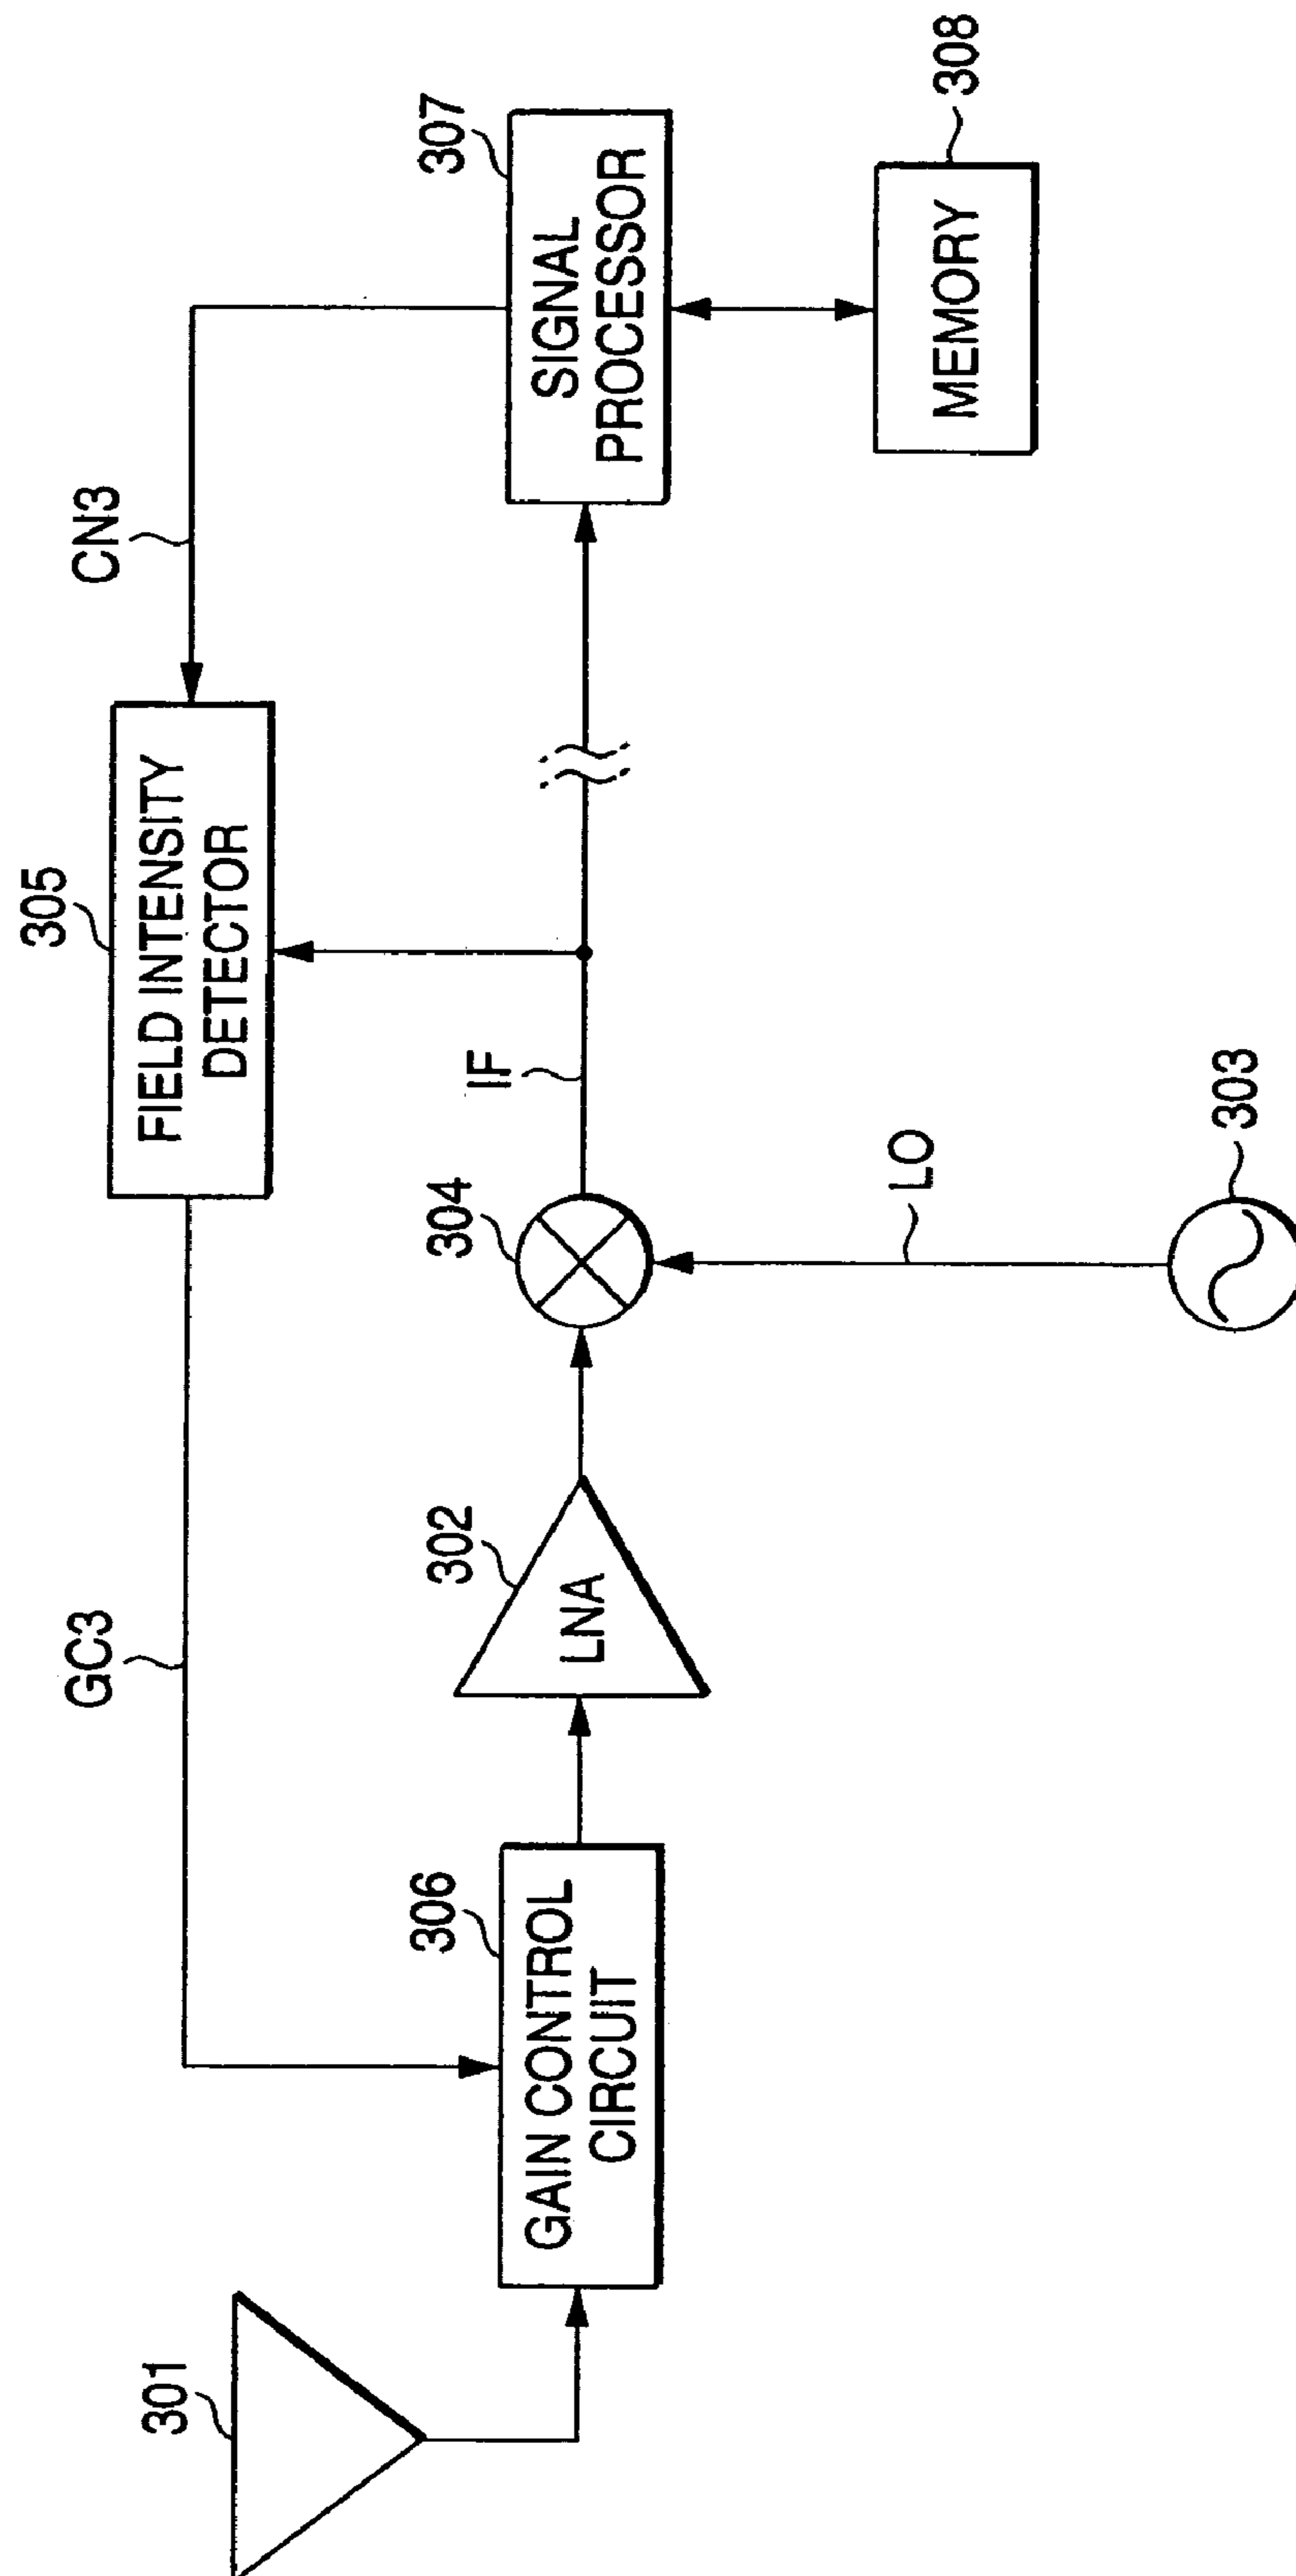 GC3
CN3
305
FIELD INTENSITY
DETECTOR
307
SIGNAL
PROCESSOR
301
306
GAIN CONTROL
CIRCUIT
302
LNA
304
IF
LO
303
308
MEMORY